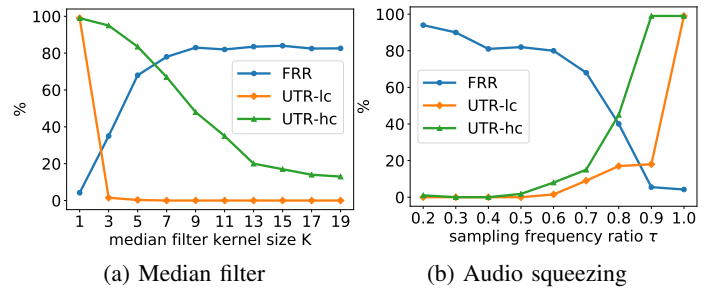 100
80
60
40
20
0
%
FRR
UTR-lc
UTR-hc
1 3 5 7 9 11 13 15 17 19
median filter kernel size K
(a) Median filter
100
80
60
40
20
0
%
FRR
UTR-lc
UTR-hc
0.2 0.3 0.4 0.5 0.6 0.7 0.8 0.9 1.0
sampling frequency ratio τ
(b) Audio squeezing